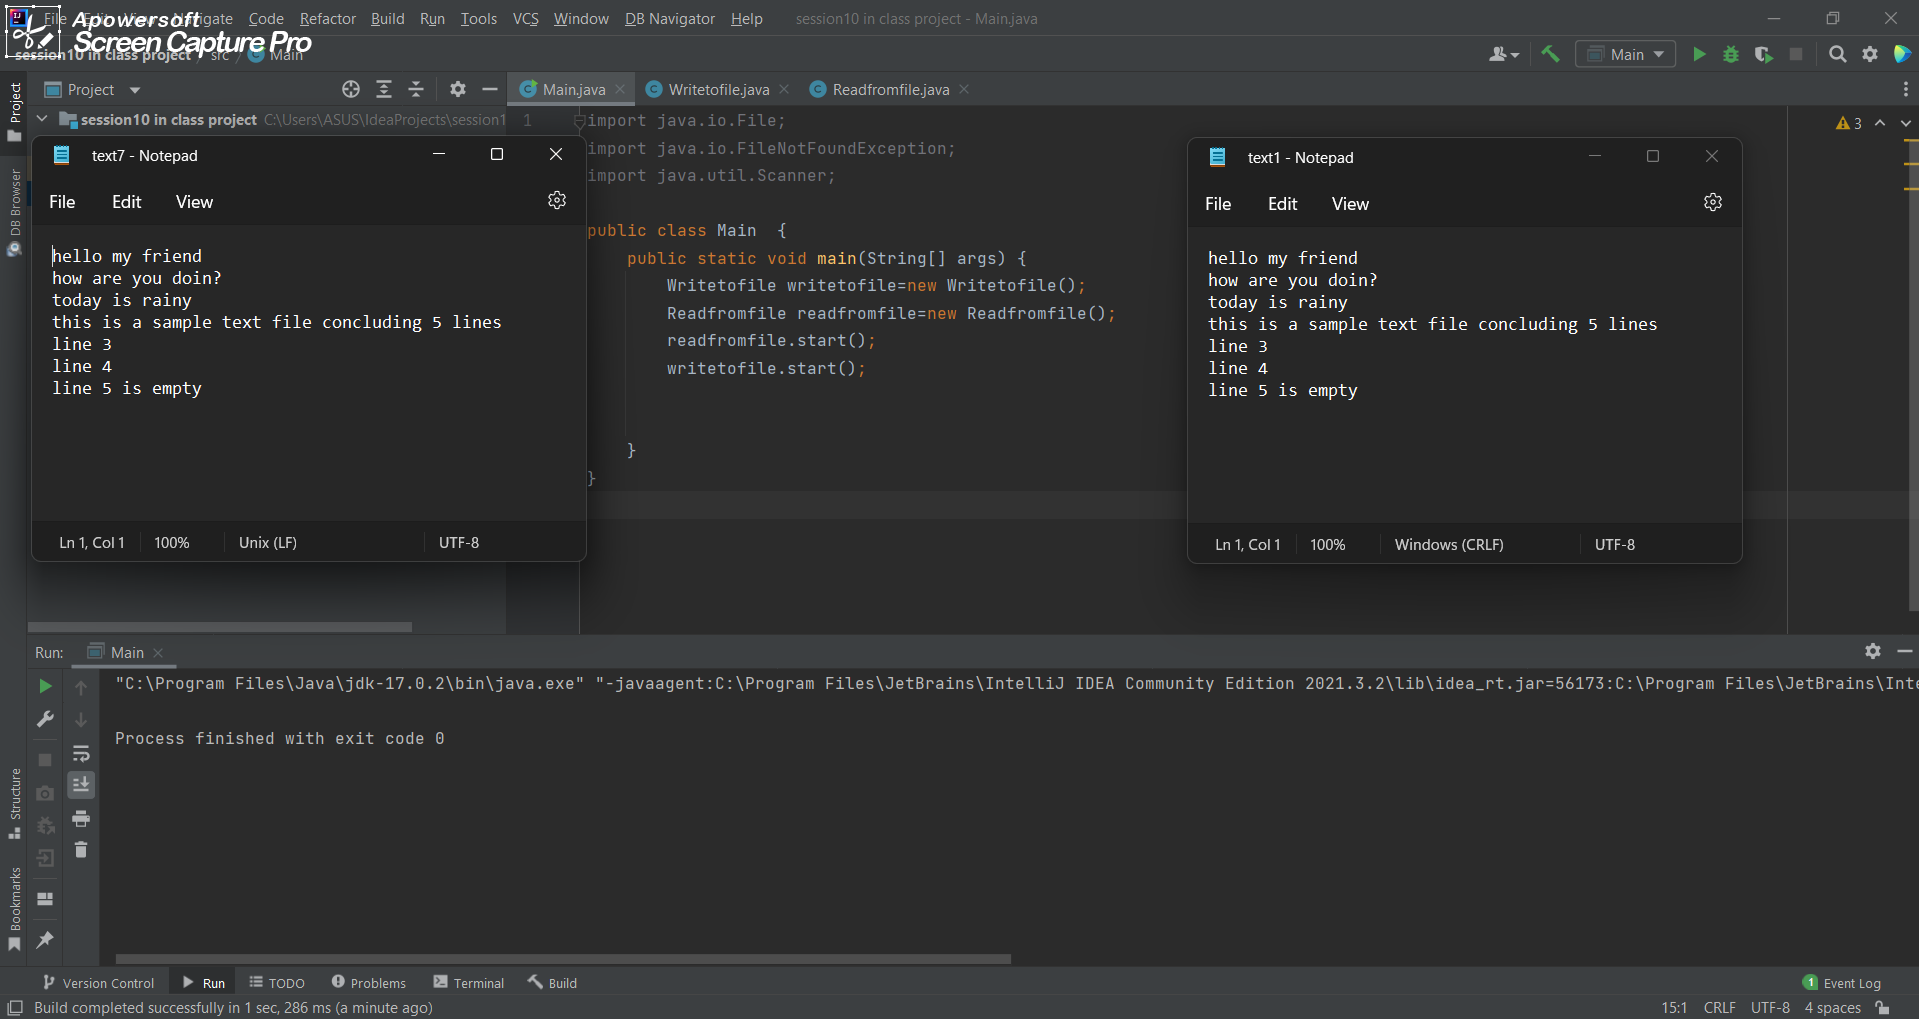 Apowersoft
Screen Capture Pro
Navigate Code Refactor Build Run Tools VCS Window DB Navigator Help session10 in class project - Main.java
session10 in class project src Main
Main
Project
Main.java Writetofile.java Readfromfile.java
session10 in class project C:\Users\ASUS\IdeaProjects\session1
1 import java.io.File;
import java.io.FileNotFoundException;
import java.util.Scanner;
public class Main {
public static void main(String[] args) {
Writetofile writetofile=new Writetofile();
Readfromfile readfromfile=new Readfromfile();
readfromfile.start();
writetofile.start();
}
}
3
text7 - Notepad
File Edit View
hello my friend
how are you doin?
today is rainy
this is a sample text file concluding 5 lines
line 3
line 4
line 5 is empty
Ln 1, Col 1 100% Unix (LF) UTF-8
text1 - Notepad
File Edit View
hello my friend
how are you doin?
today is rainy
this is a sample text file concluding 5 lines
line 3
line 4
line 5 is empty
Ln 1, Col 1 100% Windows (CRLF) UTF-8
Project
DB Browser
Structure
Bookmarks
Run: Main
"C:\Program Files\Java\jdk-17.0.2\bin\java.exe" "-javaagent:C:\Program Files\JetBrains\IntelliJ IDEA Community Edition 2021.3.2\lib\idea_rt.jar=56173:C:\Program Files\JetBrains\Inte
Process finished with exit code 0
Version Control Run TODO Problems Terminal Build 1 Event Log
Build completed successfully in 1 sec, 286 ms (a minute ago) 15:1 CRLF UTF-8 4 spaces